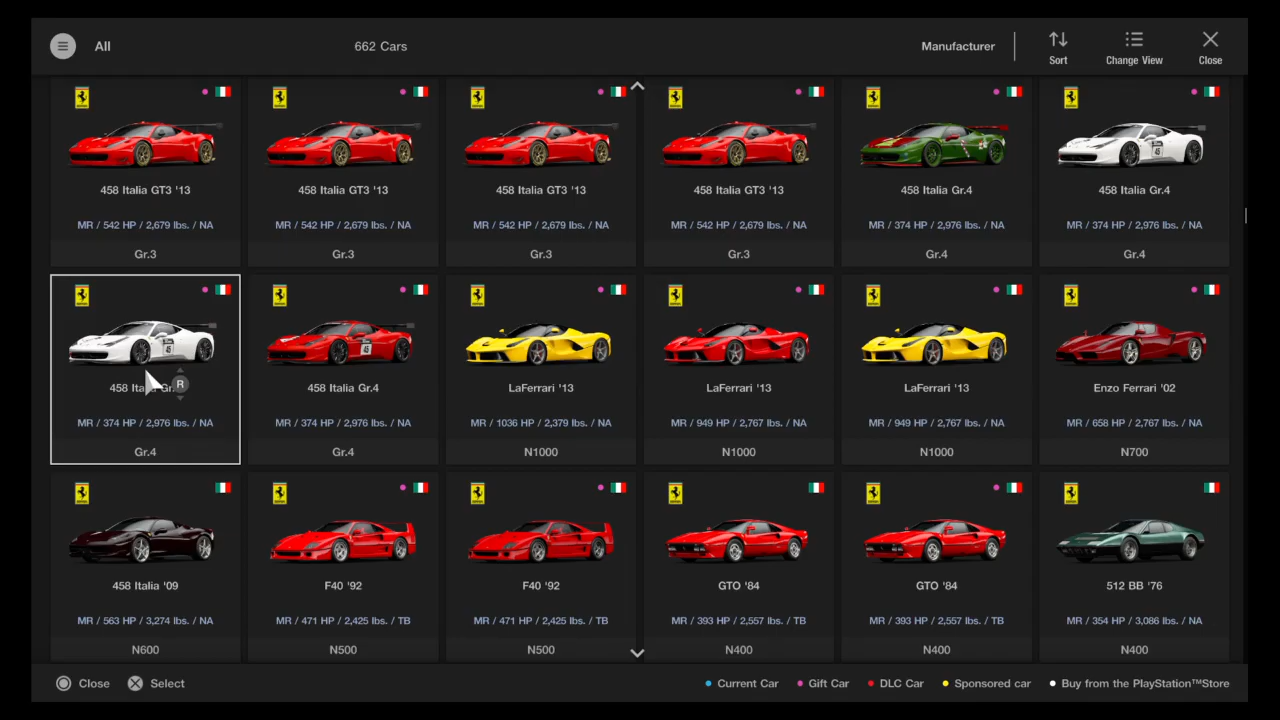 All
662 Cars
Manufacturer
Sort
Change View
Close
458 Italia GT3 '13
MR / 542 HP / 2,679 lbs. / NA
Gr.3
458 Italia GT3 '13
MR / 542 HP / 2,679 lbs. / NA
Gr.3
458 Italia GT3 '13
MR / 542 HP / 2,679 lbs. / NA
Gr.3
458 Italia GT3 '13
MR / 542 HP / 2,679 lbs. / NA
Gr.3
458 Italia Gr.4
MR / 374 HP / 2,976 lbs. / NA
Gr.4
458 Italia Gr.4
MR / 374 HP / 2,976 lbs. / NA
Gr.4
458
R
MR / 374 HP / 2,976 lbs. / NA
Gr.4
458 Italia Gr.4
MR / 374 HP / 2,976 lbs. / NA
Gr.4
LaFerrari '13
MR / 1036 HP / 2,379 lbs. / NA
N1000
LaFerrari '13
MR / 949 HP / 2,767 lbs. / NA
N1000
LaFerrari '13
MR / 949 HP / 2,767 lbs. / NA
N1000
Enzo Ferrari '02
MR / 658 HP / 2,767 lbs. / NA
N700
458 Italia '09
MR / 563 HP / 3,274 lbs. / NA
N600
F40 '92
MR / 471 HP / 2,425 lbs. / TB
N500
F40 '92
MR / 471 HP / 2,425 lbs. / TB
N500
GTO '84
MR / 393 HP / 2,557 lbs. / TB
N400
GTO '84
MR / 393 HP / 2,557 lbs. / TB
N400
512 BB '76
MR / 354 HP / 3,086 lbs. / NA
N400
Close
Select
Current Car
Gift Car
DLC Car
Sponsored car
Buy from the PlayStation™Store